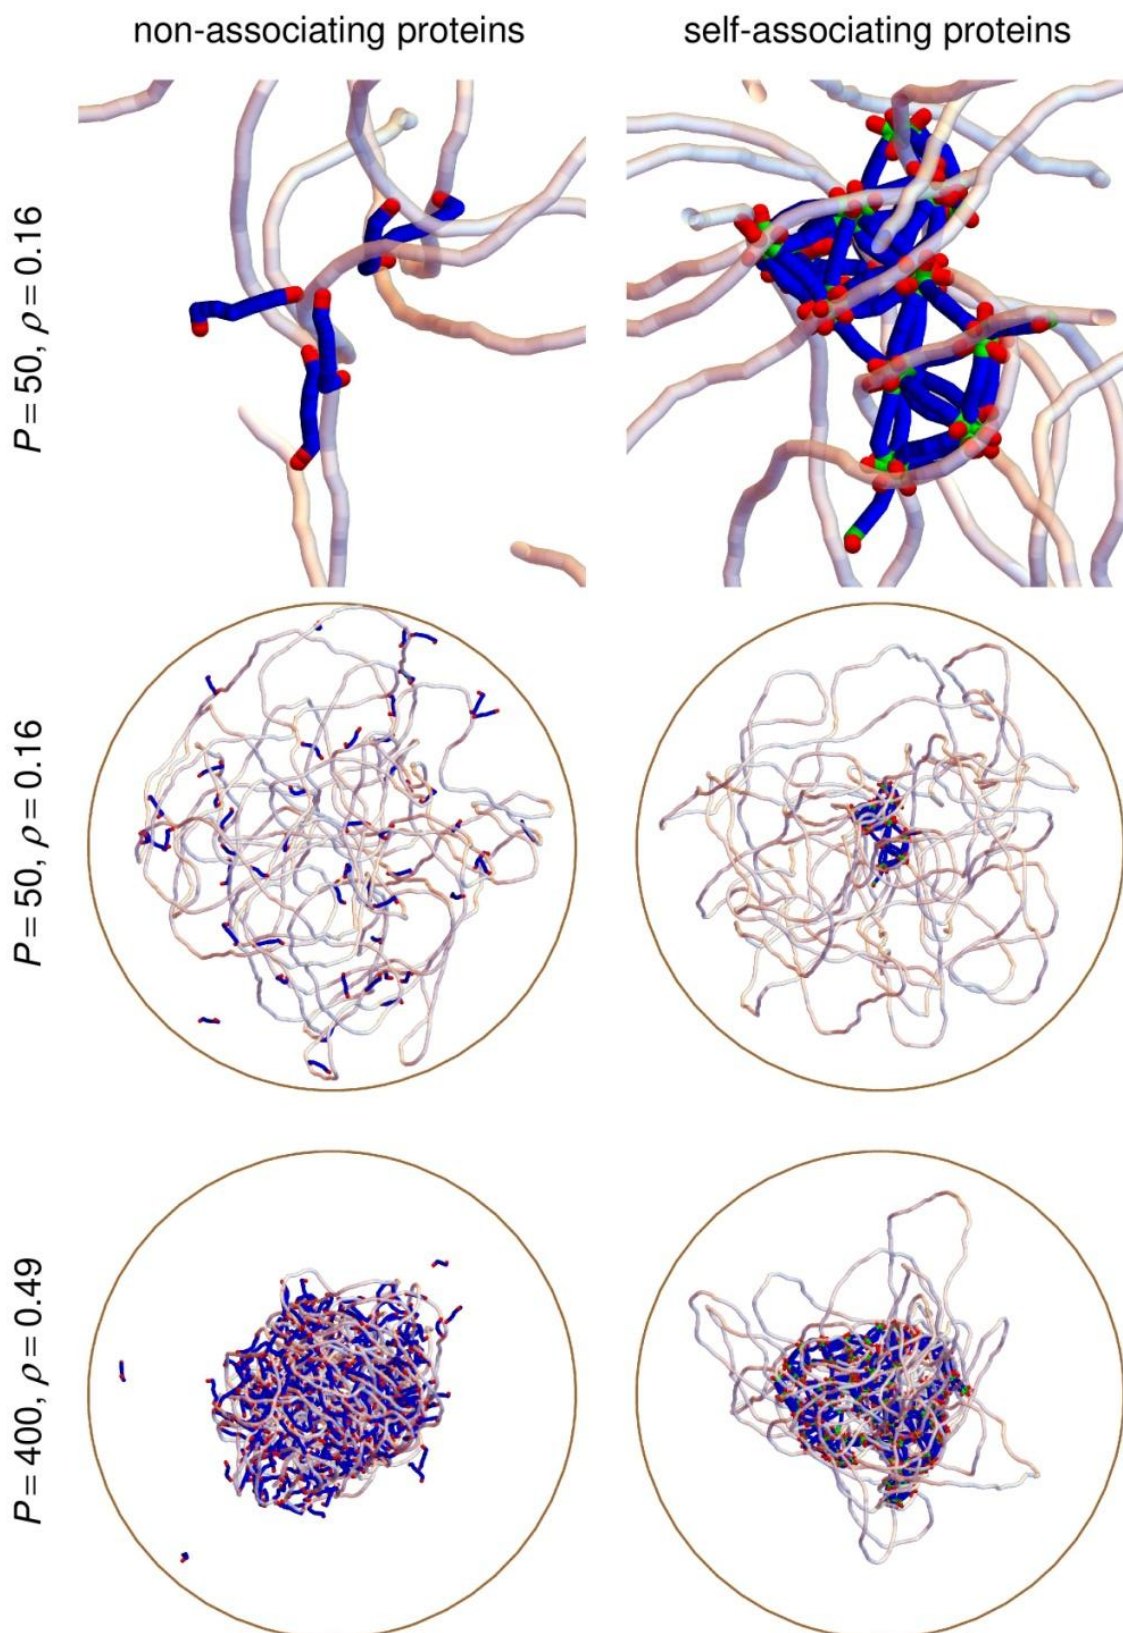 non-associating proteins
self-associating proteins
P = 50, ρ = 0.16
P = 50, ρ = 0.16
P = 400, ρ = 0.49